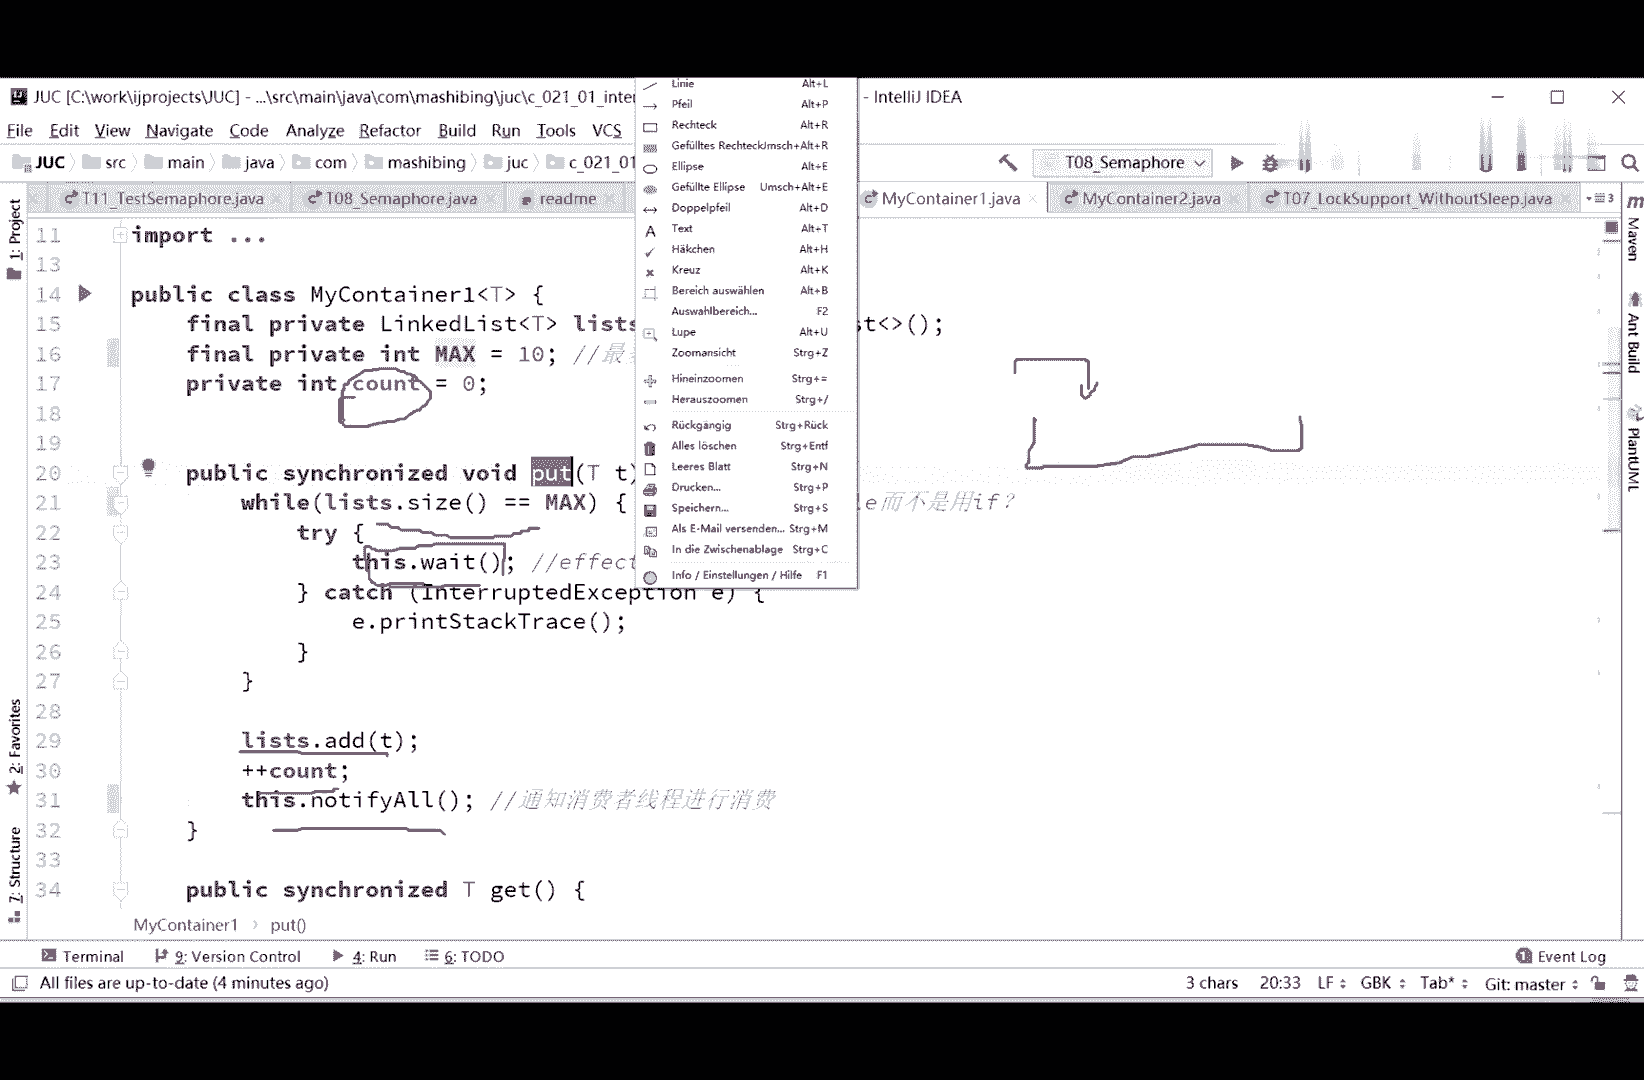 JUC [C:\work\ijprojects\JUC] - ...\src\main\java\com\mashibing\juc\c_021_01_inter
- IntelliJ IDEA
File Edit View Navigate Code Analyze Refactor Build Run Tools VCS
JUC src main java com mashibing juc c_021_01
T08_Semaphore
T11_TestSemaphore.java T08_Semaphore.java readme MyContainer1.java MyContainer2.java T07_LockSupport_WithoutSleep.java 3
Linie Alt+L
Pfeil Alt+P
Rechteck Alt+R
Gefülltes Rechteck Umsch+Alt+R
Ellipse Alt+E
Gefüllte Ellipse Umsch+Alt+E
Doppelpfeil Alt+D
Text Alt+T
Häkchen Alt+H
Kreuz Alt+K
Bereich auswählen Alt+B
Auswahlbereich... F2
Lupe Alt+U
Zoomansicht Strg+Z
Hineinzoomen Strg+=
Herauszoomen Strg+/
Rückgängig Strg+Rück
Alles löschen Strg+Entf
Leeres Blatt Strg+N
Drucken... Strg+P
Speichern... Strg+S
Als E-Mail versenden... Strg+M
In die Zwischenablage Strg+C
Info / Einstellungen / Hilfe F1
11 import ...
13
14 public class MyContainer1<T> {
15 final private LinkedList<T> lists t<>();
16 final private int MAX = 10; //最
17 private int count = 0;
18
19
20 public synchronized void put(T t)
21 while(lists.size() == MAX) { e而不是用if？
22 try {
23 this.wait(); //effect
24 } catch (InterruptedException e) {
25 e.printStackTrace();
26 }
27 }
28
29 lists.add(t);
30 ++count;
31 this.notifyAll(); //通知消费者线程进行消费
32 }
33
34 public synchronized T get() {
MyContainer1 put()
1: Project
2: Favorites
7: Structure
m
Maven
Ant Build
PlantUML
Terminal 9: Version Control 4: Run 6: TODO 1 Event Log
All files are up-to-date (4 minutes ago) 3 chars 20:33 LF GBK Tab* Git: master